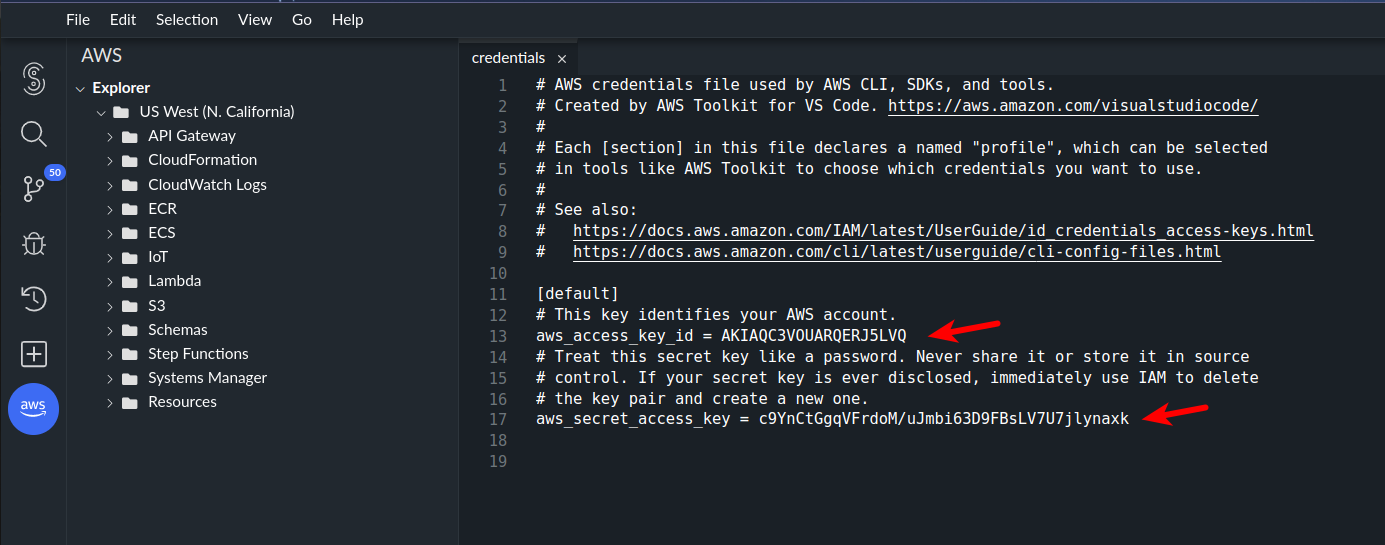 File Edit Selection View Go Help
AWS
credentials ×
Explorer
US West (N. California)
API Gateway
CloudFormation
CloudWatch Logs
ECR
ECS
IoT
Lambda
S3
Schemas
Step Functions
Systems Manager
Resources
50
aws
1 # AWS credentials file used by AWS CLI, SDKs, and tools.
2 # Created by AWS Toolkit for VS Code. https://aws.amazon.com/visualstudiocode/
3 #
4 # Each [section] in this file declares a named "profile", which can be selected
5 # in tools like AWS Toolkit to choose which credentials you want to use.
6 #
7 # See also:
8 # https://docs.aws.amazon.com/IAM/latest/UserGuide/id_credentials_access-keys.html
9 # https://docs.aws.amazon.com/cli/latest/userguide/cli-config-files.html
10
11 [default]
12 # This key identifies your AWS account.
13 aws_access_key_id = AKIAQC3VOUARQERJ5LVQ
14 # Treat this secret key like a password. Never share it or store it in source
15 # control. If your secret key is ever disclosed, immediately use IAM to delete
16 # the key pair and create a new one.
17 aws_secret_access_key = c9YnCtGgqVFrdoM/uJmbi63D9FBsLV7U7jlynaxk
18
19